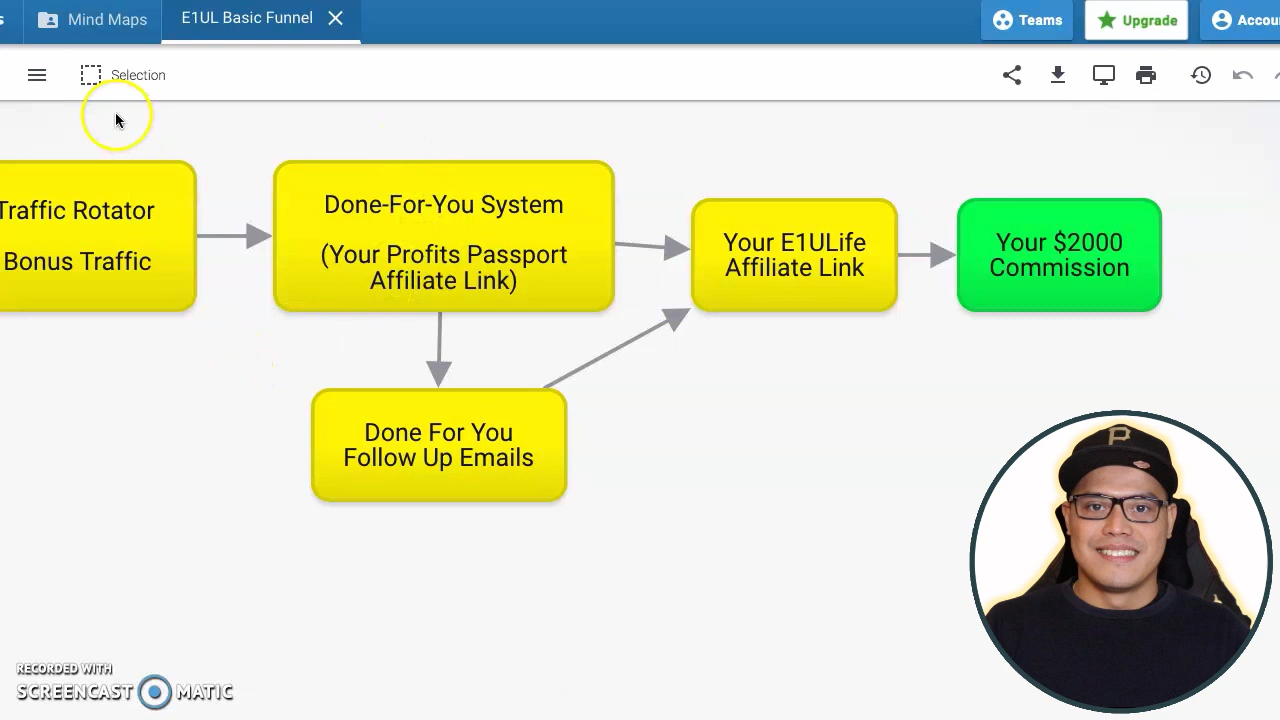 s
Mind Maps
E1UL Basic Funnel
Teams
Upgrade
Accou
Selection
Traffic Rotator
Bonus Traffic
Done-For-You System
(Your Profits Passport
Affiliate Link)
Your E1ULife
Affiliate Link
Your $2000
Commission
Done For You
Follow Up Emails
P
RECORDED WITH
SCREENCAST MATIC